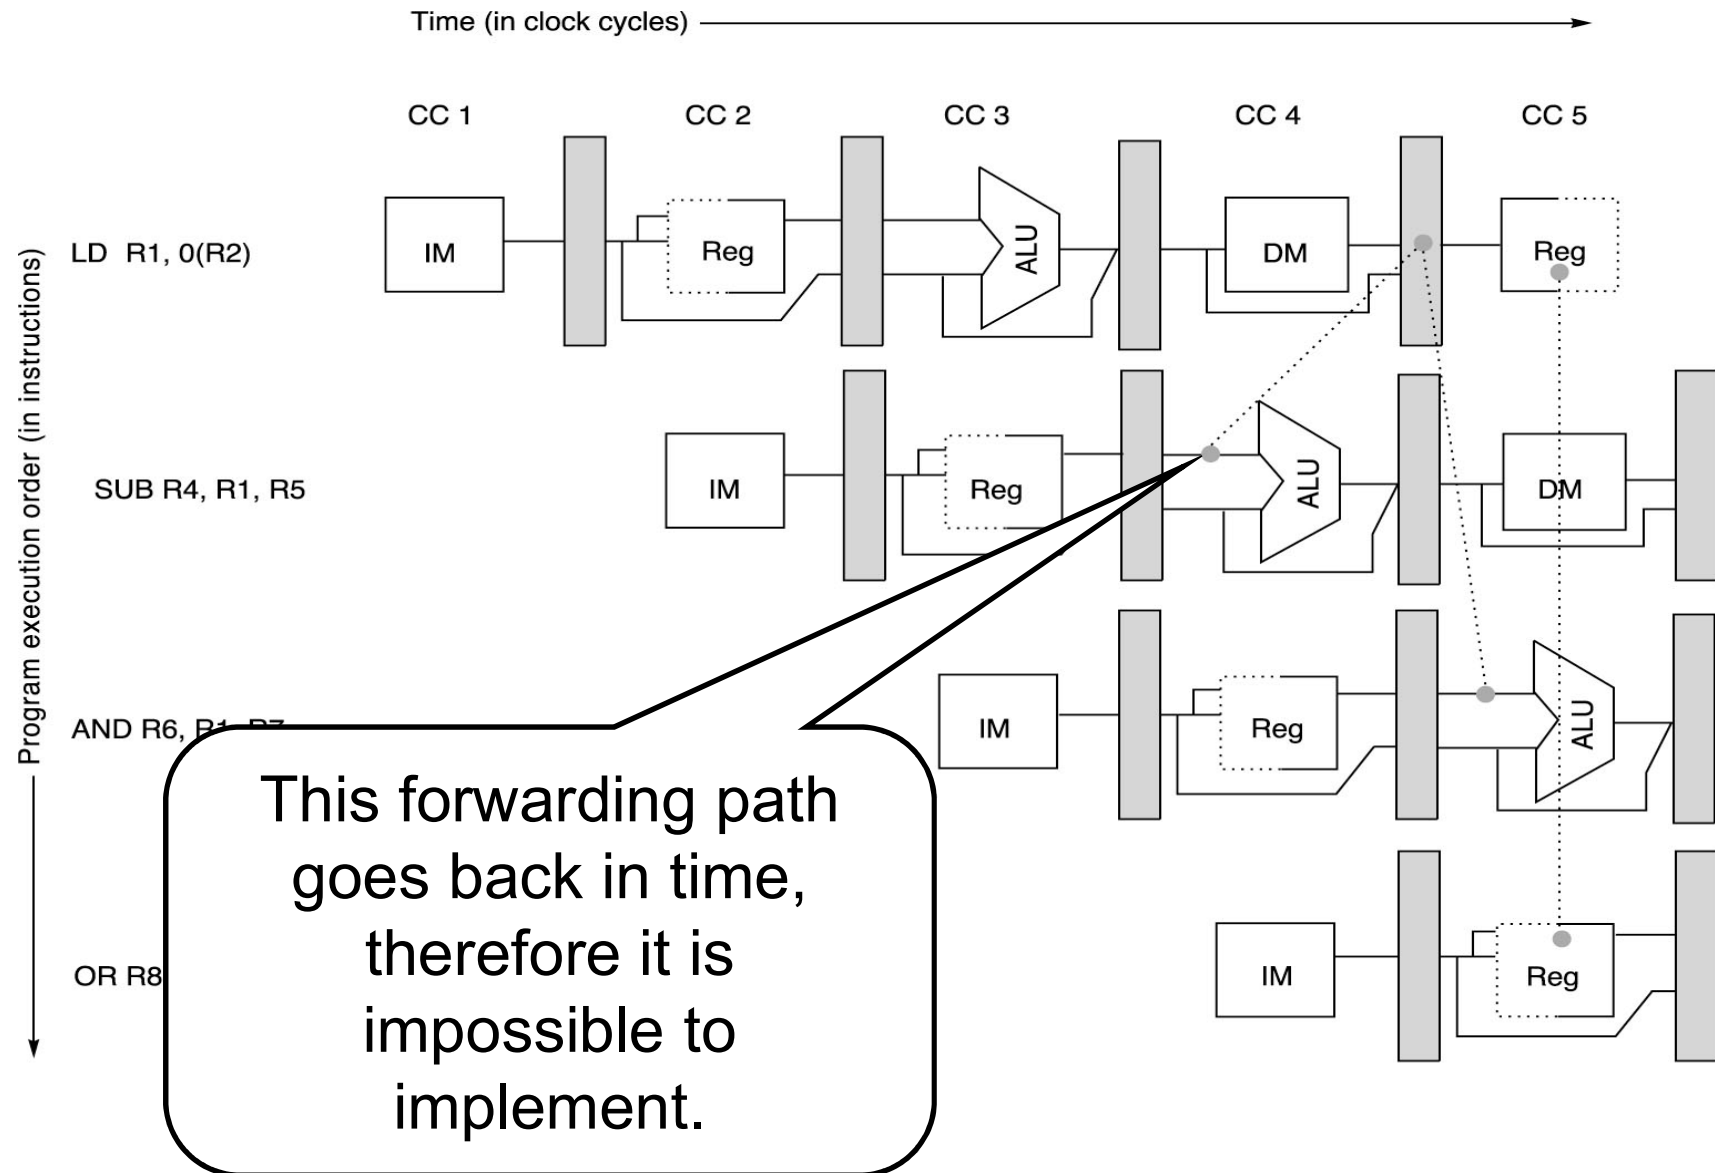 Time (in clock cycles)
CC 1 CC 2 CC 3 CC 4 CC 5
Program execution order (in instructions)
LD R1, 0(R2) IM Reg ALU DM Reg
SUB R4, R1, R5 IM Reg ALU DM
AND R6, R1, R7 IM Reg ALU
OR R8 IM Reg
This forwarding path
goes back in time,
therefore it is
impossible to
implement.